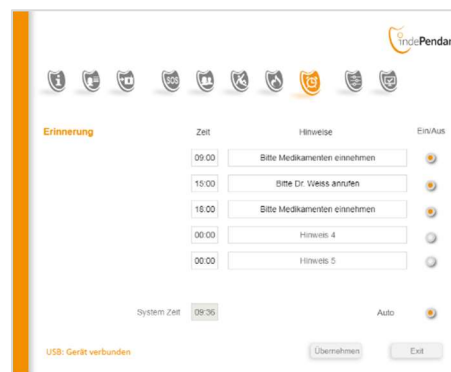 indePendan
SOS
Erinnerung Zeit Hinweise Ein/Aus
09:00 Bitte Medikamenten einnehmen
15:00 Bitte Dr. Weiss anrufen
18:00 Bitte Medikamenten einnehmen
00:00 Hinweis 4
00:00 Hinweis 5
System Zeit 09:36 Auto
USB: Gerät verbunden Übernehmen Exit